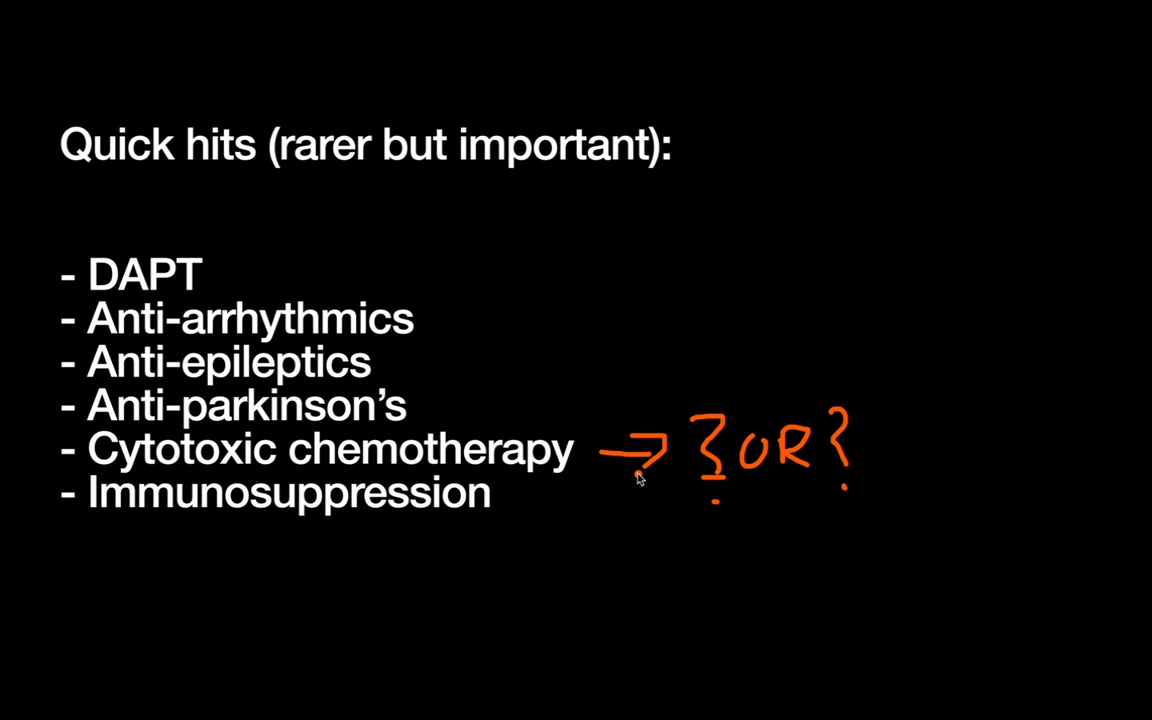 Quick hits (rarer but important):
- DAPT
- Anti-arrhythmics
- Anti-epileptics
- Anti-parkinson’s
- Cytotoxic chemotherapy → ? OR ?
- Immunosuppression